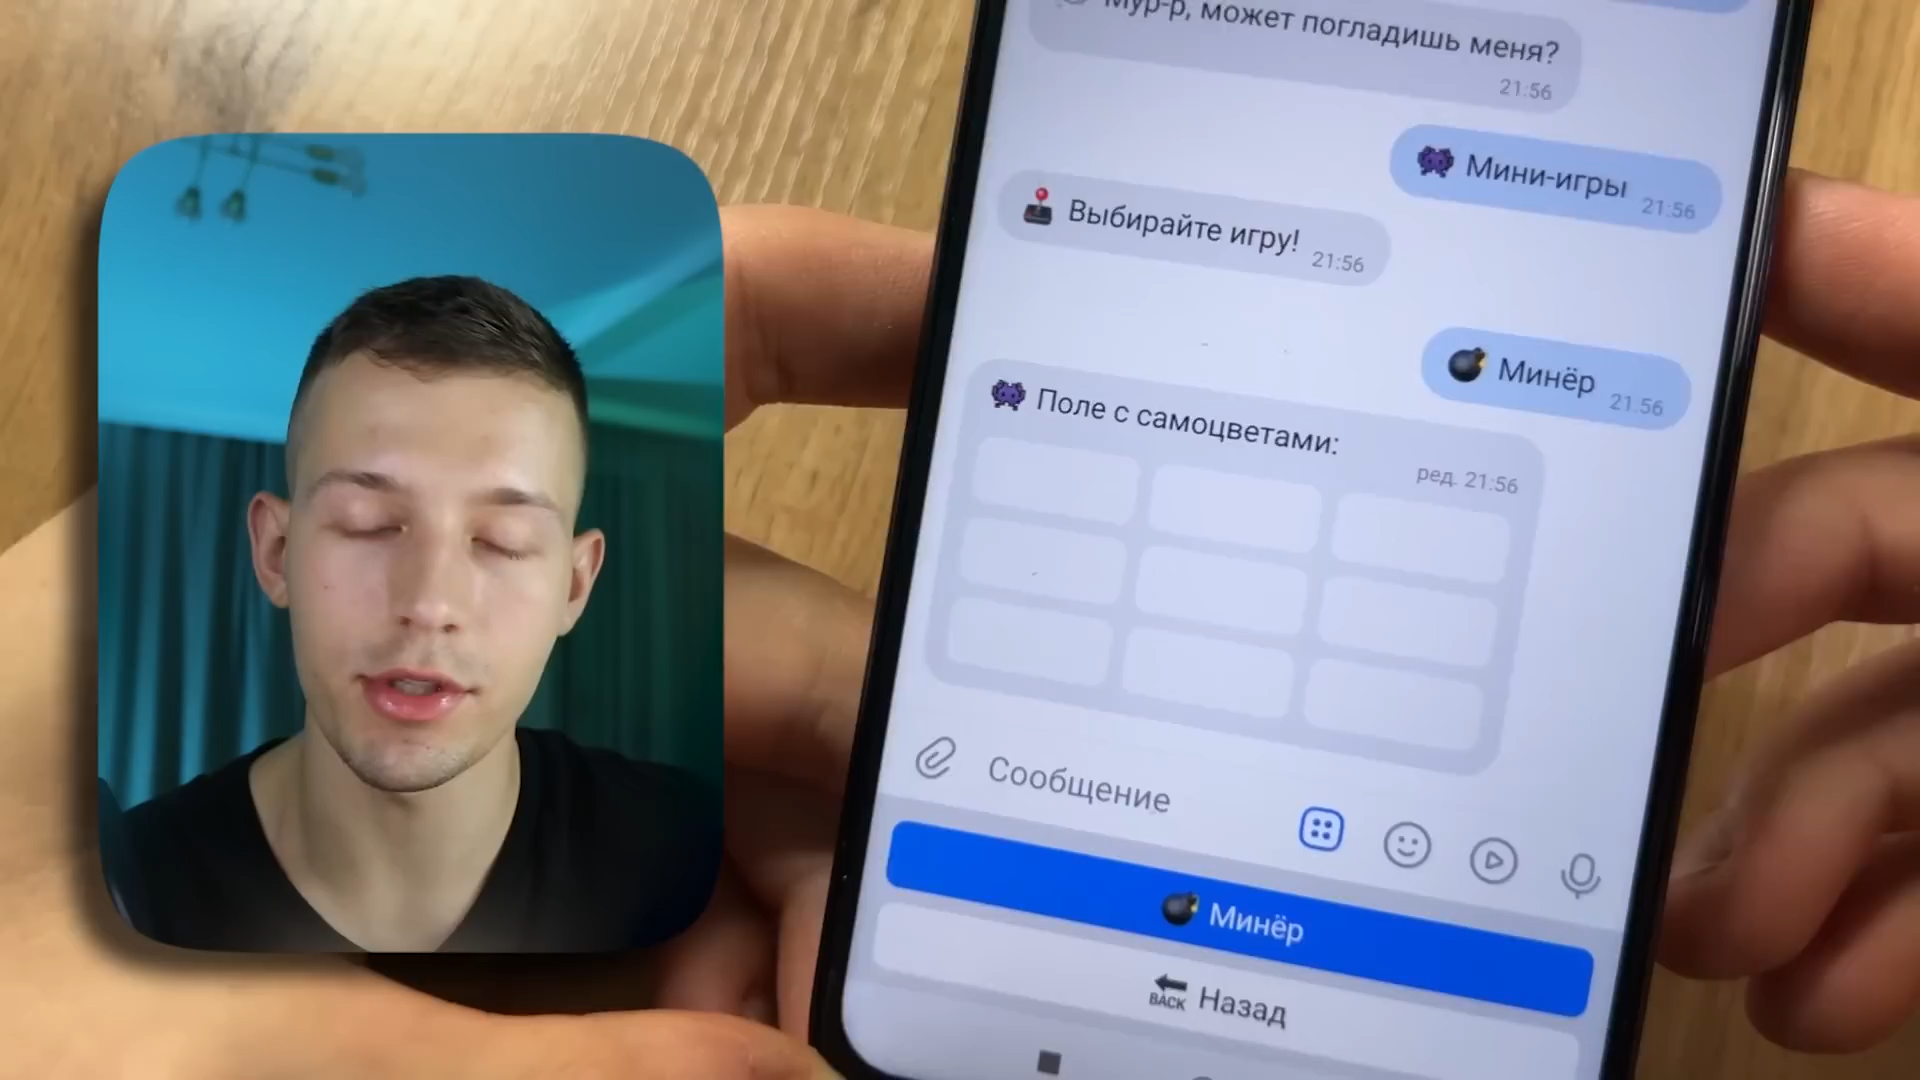 Мур-р, может погладишь меня?
21:56
Мини-игры 21:56
Выбирайте игру! 21:56
Минёр 21:56
Поле с самоцветами:
ред. 21:56
Сообщение
Минёр
BACK Назад